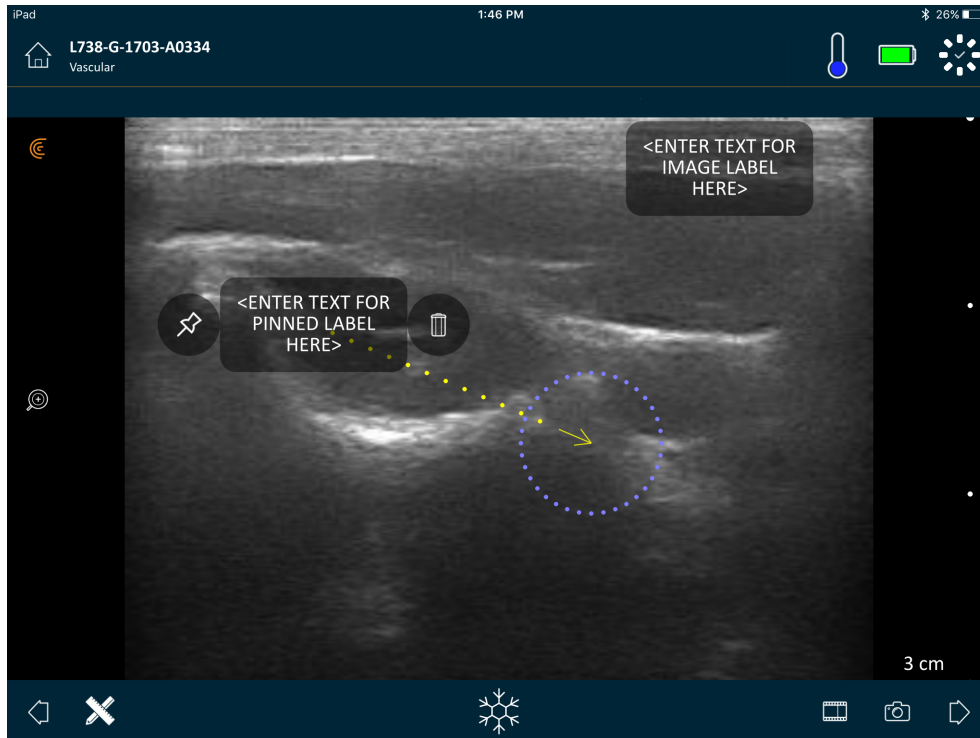 iPad
1:46 PM
26%
L738-G-1703-A0334
Vascular
<ENTER TEXT FOR
IMAGE LABEL
HERE>
<ENTER TEXT FOR
PINNED LABEL
HERE>
3 cm